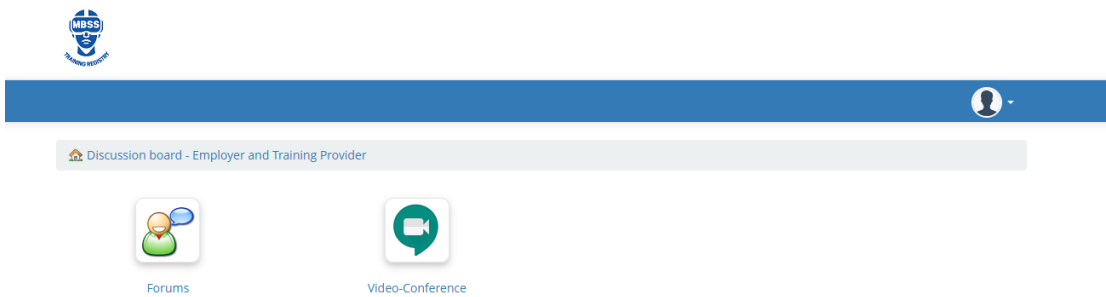 MBSS
TRAINING REGISTRY
Discussion board - Employer and Training Provider
Forums
Video-Conference